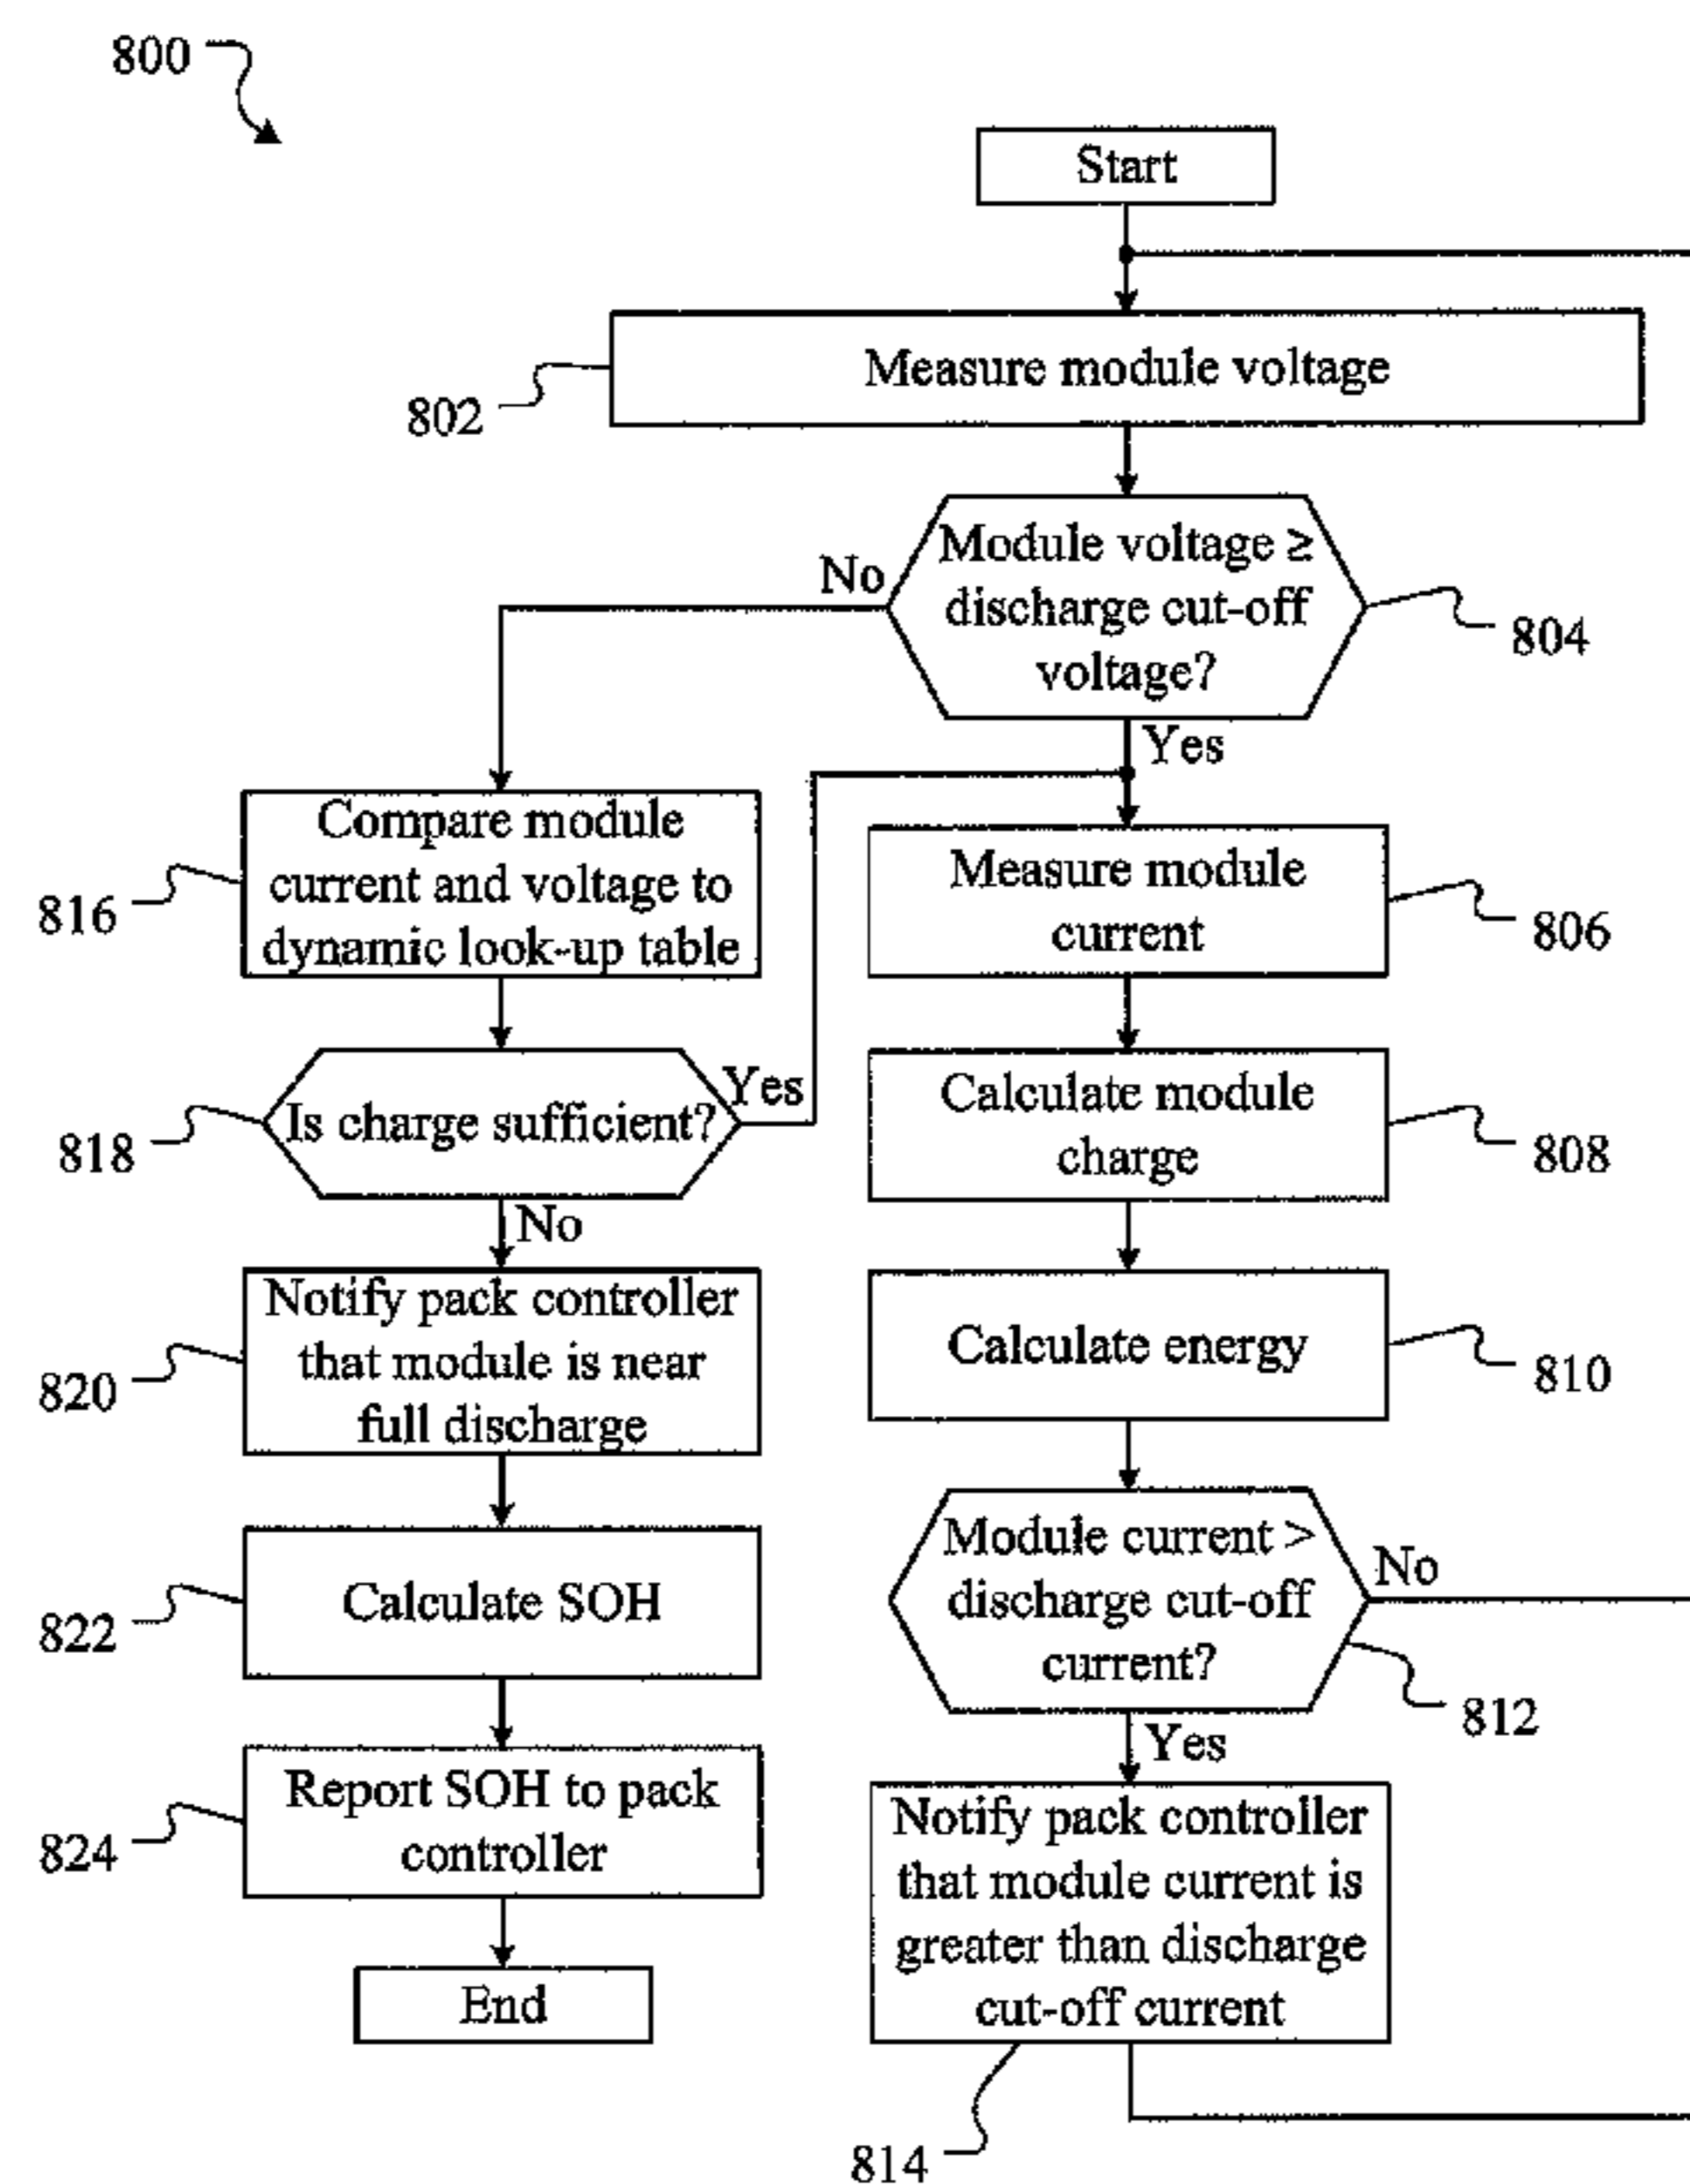 800
Start
Measure module voltage
802
Module voltage ≥
discharge cut-off
voltage?
804
No
Yes
Compare module
current and voltage to
dynamic look-up table
816
Measure module
current
806
Is charge sufficient?
818
Yes
No
Calculate module
charge
808
Notify pack controller
that module is near
full discharge
820
Calculate energy
810
Calculate SOH
822
Module current >
discharge cut-off
current?
812
No
Yes
Report SOH to pack
controller
824
Notify pack controller
that module current is
greater than discharge
cut-off current
814
End